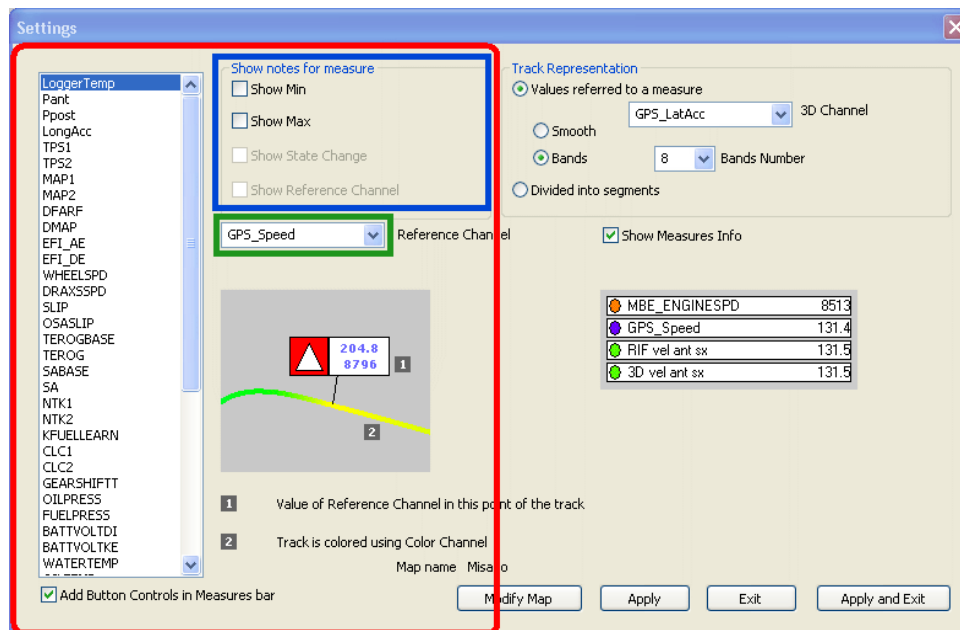 Settings
LoggerTemp
Pant
Ppost
LongAcc
TPS1
TPS2
MAP1
MAP2
DFARF
DMAP
EFI_AE
EFI_DE
WHEELSPD
DRAXSSPD
SLIP
OSASLIP
TEROGBASE
TEROG
SABASE
SA
NTK1
NTK2
KFUELLEARN
CLC1
CLC2
GEARSHIFTT
OILPRESS
FUELPRESS
BATTVOLTDI
BATTVOLTKE
WATERTEMP
Add Button Controls in Measures bar
Show notes for measure
Show Min
Show Max
Show State Change
Show Reference Channel
GPS_Speed Reference Channel
204.8
8796 1
2
1 Value of Reference Channel in this point of the track
2 Track is colored using Color Channel
Map name Misano
Track Representation
Values referred to a measure
GPS_LatAcc 3D Channel
Smooth
Bands 8 Bands Number
Divided into segments
Show Measures Info
MBE_ENGINESPD 8513
GPS_Speed 131.4
RIF vel ant sx 131.5
3D vel ant sx 131.5
Modify Map Apply Exit Apply and Exit